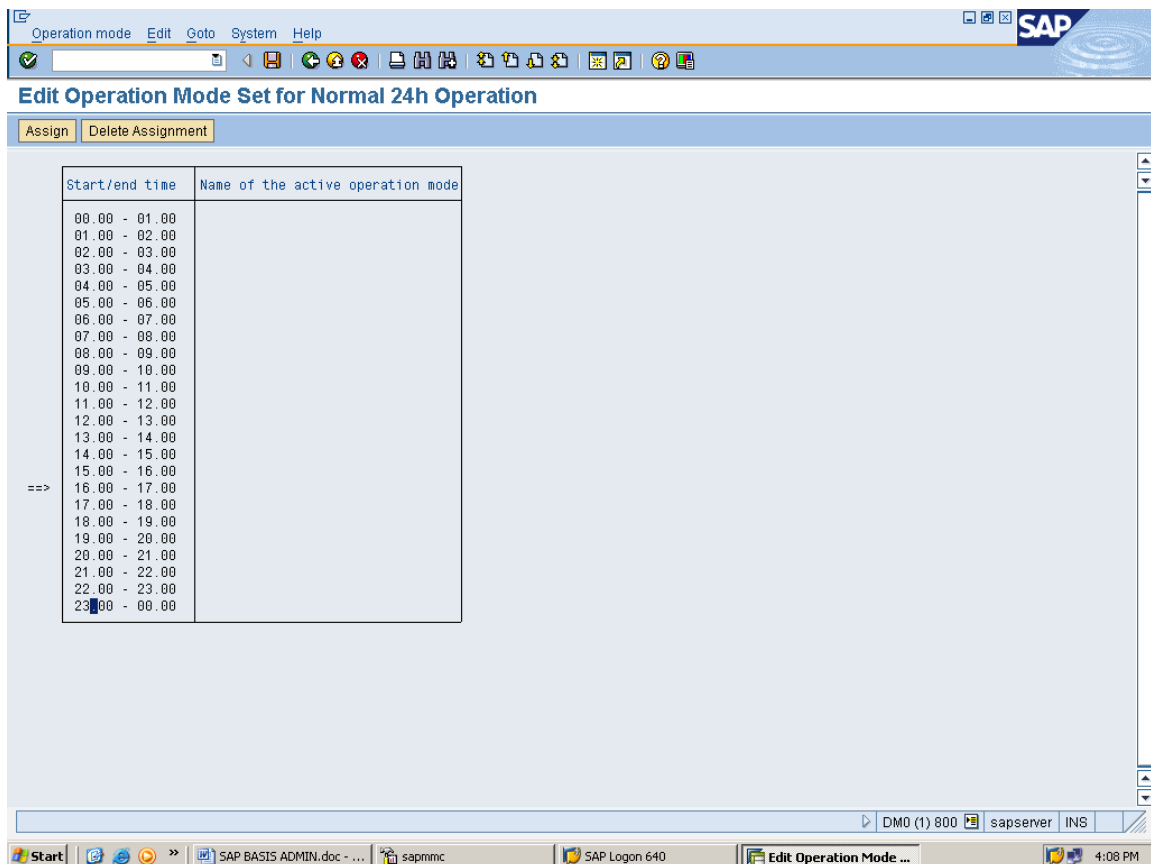 Operation mode Edit Goto System Help
SAP
Edit Operation Mode Set for Normal 24h Operation
Assign Delete Assignment
Start/end time Name of the active operation mode
00.00 - 01.00
01.00 - 02.00
02.00 - 03.00
03.00 - 04.00
04.00 - 05.00
05.00 - 06.00
06.00 - 07.00
07.00 - 08.00
08.00 - 09.00
09.00 - 10.00
10.00 - 11.00
11.00 - 12.00
12.00 - 13.00
13.00 - 14.00
14.00 - 15.00
15.00 - 16.00
==> 16.00 - 17.00
17.00 - 18.00
18.00 - 19.00
19.00 - 20.00
20.00 - 21.00
21.00 - 22.00
22.00 - 23.00
23.00 - 00.00
DM0 (1) 800 sapserver INS
Start » SAP BASIS ADMIN.doc - ... sapmmc SAP Logon 640 Edit Operation Mode ... 4:08 PM